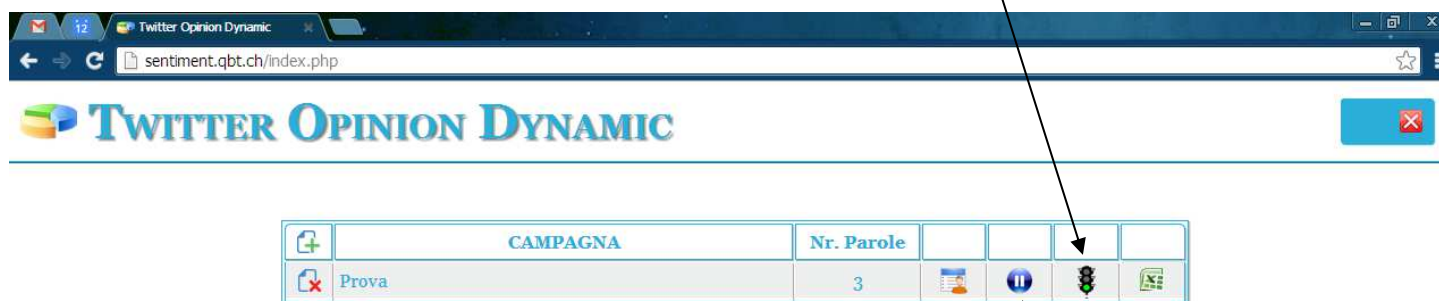 12 Twitter Opinion Dynamic
sentiment.qbt.ch/index.php
TWITTER OPINION DYNAMIC
CAMPAGNA Nr. Parole
Prova 3